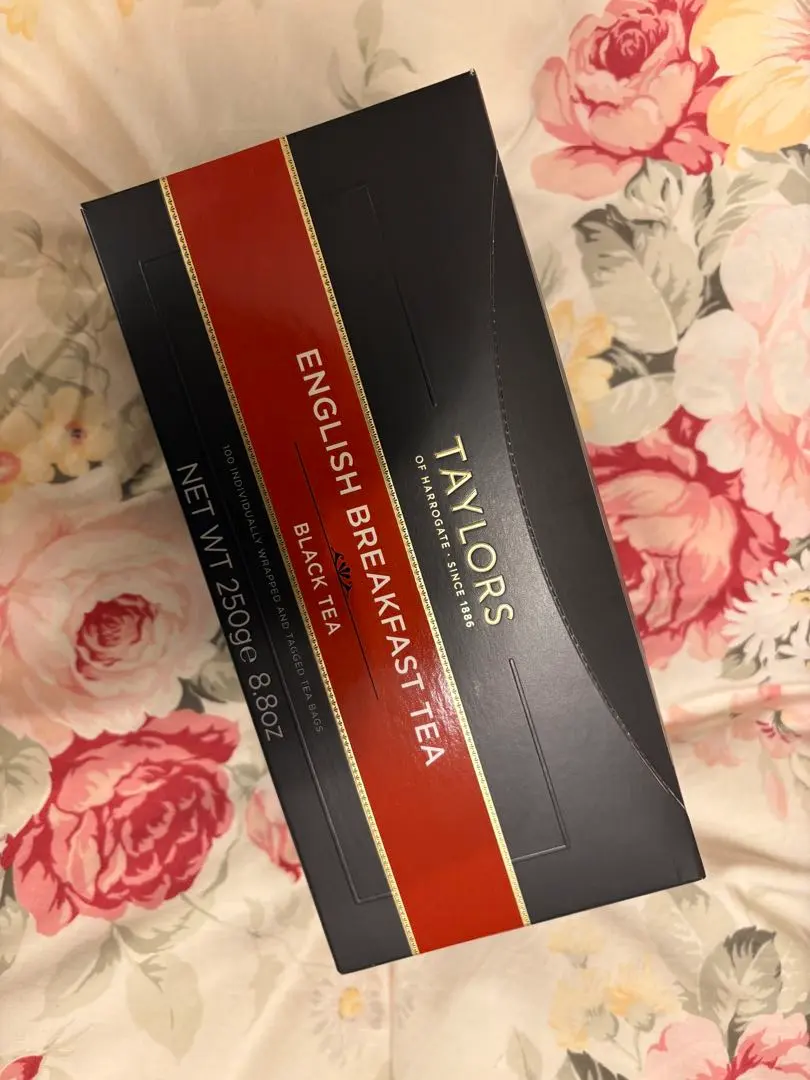 TAYLORS
OF HARROGATE · SINCE 1886
ENGLISH BREAKFAST TEA
BLACK TEA
100 INDIVIDUALLY WRAPPED AND TAGGED TEA BAGS
NET WT 250g℮ 8.8oz